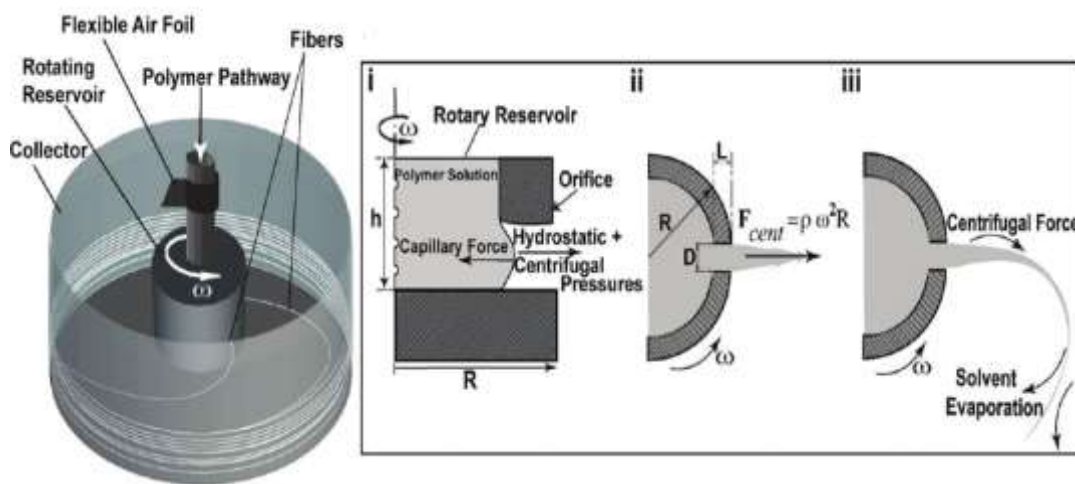 Flexible Air Foil
Fibers
Rotating
Reservoir
Polymer Pathway
Collector
ω
i
Rotary Reservoir
ω
Polymer Solution
Orifice
h
Capillary Force
Hydrostatic +
Centrifugal
Pressures
R
ii
L
R
F cent = ρ ω²R
D
ω
iii
Centrifugal Force
ω
Solvent
Evaporation